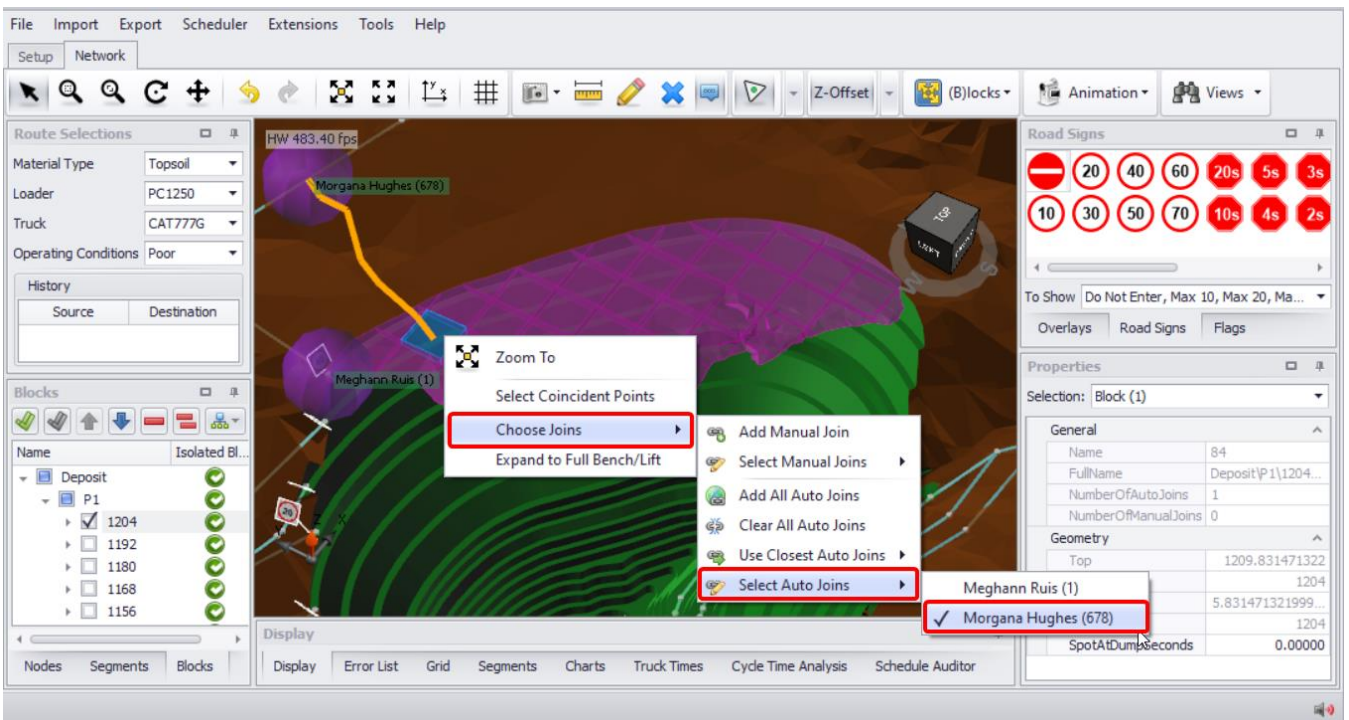 File Import Export Scheduler Extensions Tools Help
Setup Network
Z-Offset (B)locks Animation Views
Route Selections
Material Type Topsoil
Loader PC1250
Truck CAT777G
Operating Conditions Poor
History
Source Destination
Blocks
Name Isolated Bl...
Deposit
P1
1204
1192
1180
1168
1156
Nodes Segments Blocks
HW 483.40 fps
Morgana Hughes (678)
Meghann Ruis (1)
TOP
LEFT
W
S
20
Z
X
Zoom To
Select Coincident Points
Choose Joins
Expand to Full Bench/Lift
Add Manual Join
Select Manual Joins
Add All Auto Joins
Clear All Auto Joins
Use Closest Auto Joins
Select Auto Joins
Meghann Ruis (1)
Morgana Hughes (678)
Display
Display Error List Grid Segments Charts Truck Times Cycle Time Analysis Schedule Auditor
Road Signs
20 40 60 20s 5s 3s
10 30 50 70 10s 4s 2s
To Show Do Not Enter, Max 10, Max 20, Ma...
Overlays Road Signs Flags
Properties
Selection: Block (1)
General
Name 84
FullName Deposit\P1\1204...
NumberOfAutoJoins 1
NumberOfManualJoins 0
Geometry
Top 1209.831471322
1204
5.831471321999...
1204
SpotAtDumpSeconds 0.00000